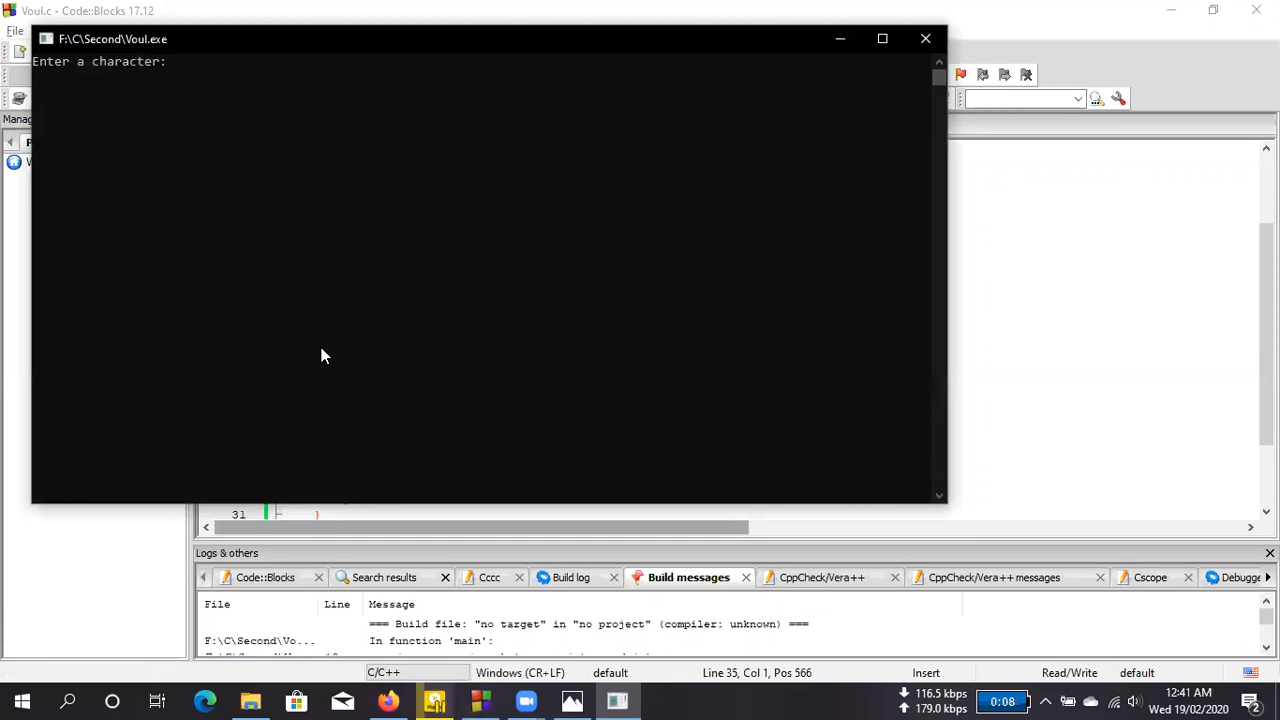 Voul.c - Code::Blocks 17.12
File
F:\C\Second\Voul.exe
Enter a character:
31 }
Logs & others
Code::Blocks Search results Cccc Build log Build messages CppCheck/Vera++ CppCheck/Vera++ messages Cscope Debugge
File Line Message
=== Build file: "no target" in "no project" (compiler: unknown) ===
F:\C\Second\Vo... In function 'main':
C/C++ Windows (CR+LF) default Line 35, Col 1, Pos 566 Insert Read/Write default
116.5 kbps
179.0 kbps
0:08
12:41 AM
Wed 19/02/2020
2